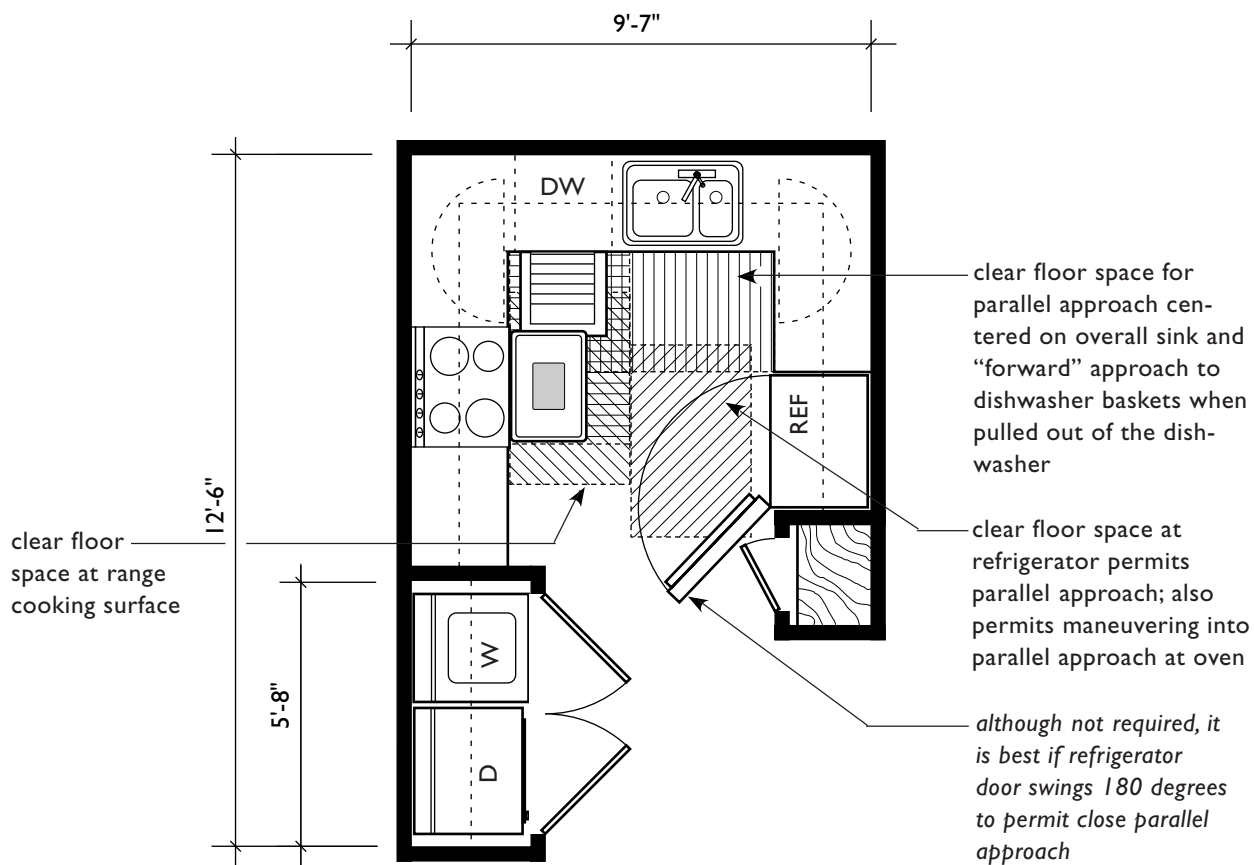 9'-7"
DW
clear floor space for
parallel approach cen-
tered on overall sink and
“forward” approach to
dishwasher baskets when
pulled out of the dish-
washer
REF
12'-6"
clear floor
space at range
cooking surface
clear floor space at
refrigerator permits
parallel approach; also
permits maneuvering into
parallel approach at oven
W
5'-8"
D
although not required, it
is best if refrigerator
door swings 180 degrees
to permit close parallel
approach